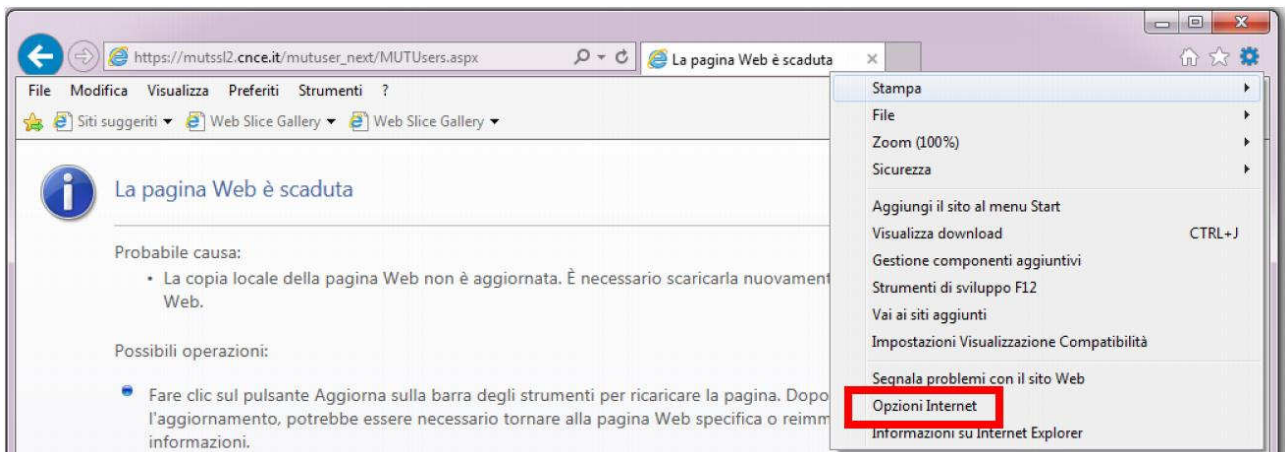 https://mutssl2.cnce.it/mutuser_next/MUTUsers.aspx
La pagina Web è scaduta
File Modifica Visualizza Preferiti Strumenti ?
Siti suggeriti Web Slice Gallery Web Slice Gallery
La pagina Web è scaduta
Probabile causa:
• La copia locale della pagina Web non è aggiornata. È necessario scaricarla
Web.
Possibili operazioni:
Fare clic sul pulsante Aggiorna sulla barra degli strumenti per ricaricare la pagina. Dopo
l'aggiornamento, potrebbe essere necessario tornare alla pagina Web specifica o
informazioni.
Stampa
File
Zoom (100%)
Sicurezza
Aggiungi il sito al menu Start
Visualizza download CTRL+J
Gestione componenti aggiuntivi
Strumenti di sviluppo F12
Vai ai siti aggiunti
Impostazioni Visualizzazione Compatibilità
Segnala problemi con il sito Web
Opzioni Internet
Informazioni su Internet Explorer